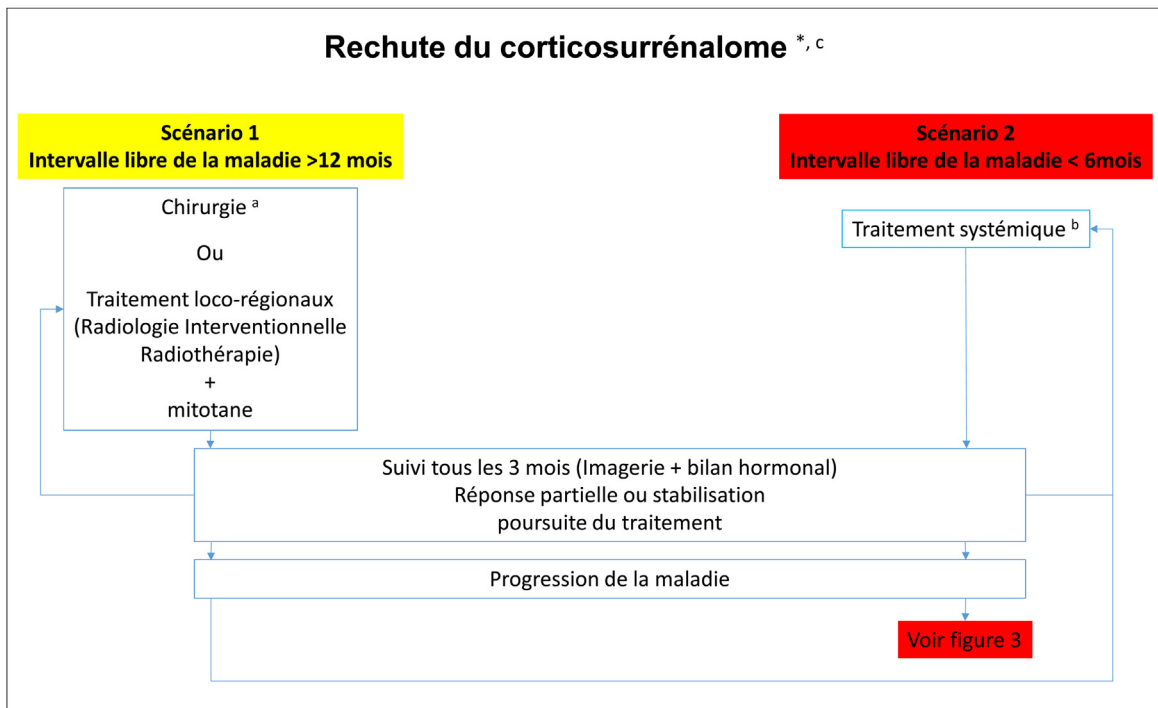 Rechute du corticosurrénalome *, c
Scénario 1
Intervalle libre de la maladie >12 mois
Scénario 2
Intervalle libre de la maladie < 6mois
Chirurgie a
Ou
Traitement loco-régionaux
(Radiologie Interventionnelle
Radiothérapie)
+
mitotane
Traitement systémique b
Suivi tous les 3 mois (Imagerie + bilan hormonal)
Réponse partielle ou stabilisation
poursuite du traitement
Progression de la maladie
Voir figure 3